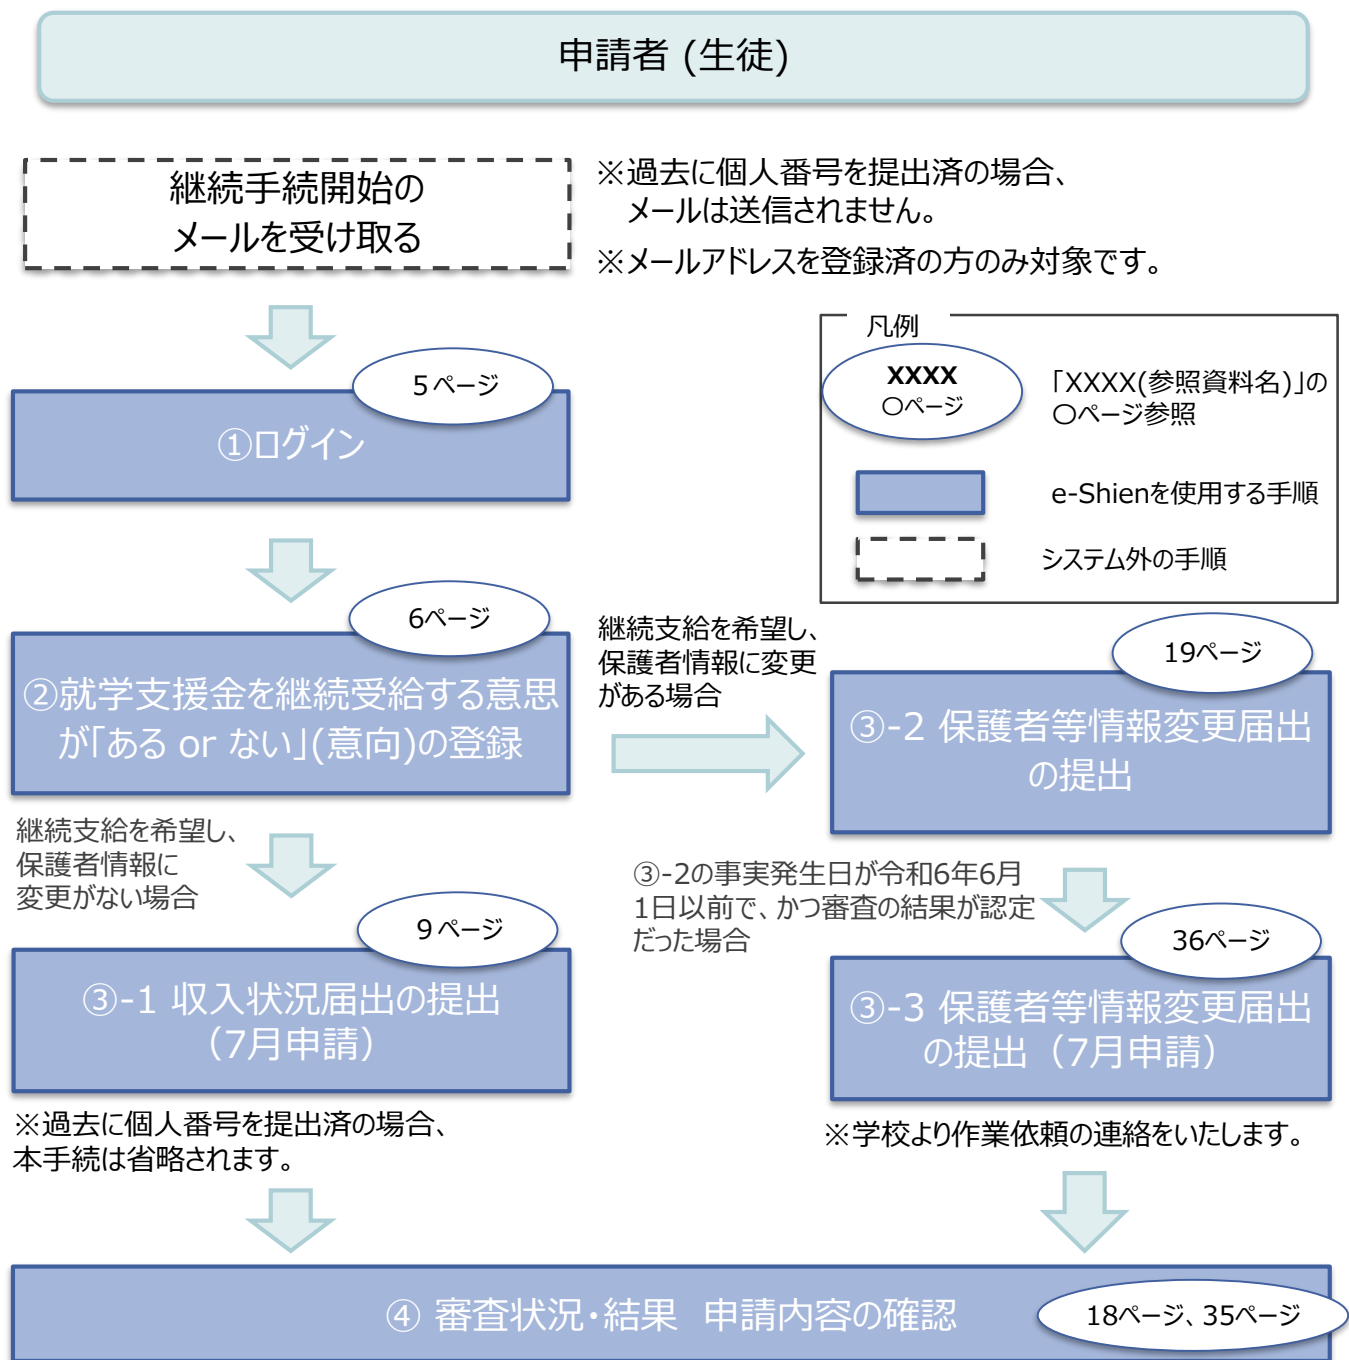 申請者 (生徒)
継続手続開始の
メールを受け取る
※過去に個人番号を提出済の場合、
メールは送信されません。
※メールアドレスを登録済の方のみ対象です。
凡例
XXXX
〇ページ
「XXXX(参照資料名)」の
〇ページ参照
e-Shienを使用する手順
システム外の手順
5ページ
①ログイン
6ページ
②就学支援金を継続受給する意思
が「ある or ない」(意向)の登録
継続支給を希望し、
保護者情報に変更
がある場合
19ページ
③-2 保護者等情報変更届出
の提出
継続支給を希望し、
保護者情報に
変更がない場合
③-2の事実発生日が令和6年6月
1日以前で、かつ審査の結果が認定
だった場合
9ページ
③-1 収入状況届出の提出
（7月申請）
36ページ
③-3 保護者等情報変更届出
の提出（7月申請）
※過去に個人番号を提出済の場合、
本手続は省略されます。
※学校より作業依頼の連絡をいたします。
④ 審査状況・結果 申請内容の確認
18ページ、35ページ